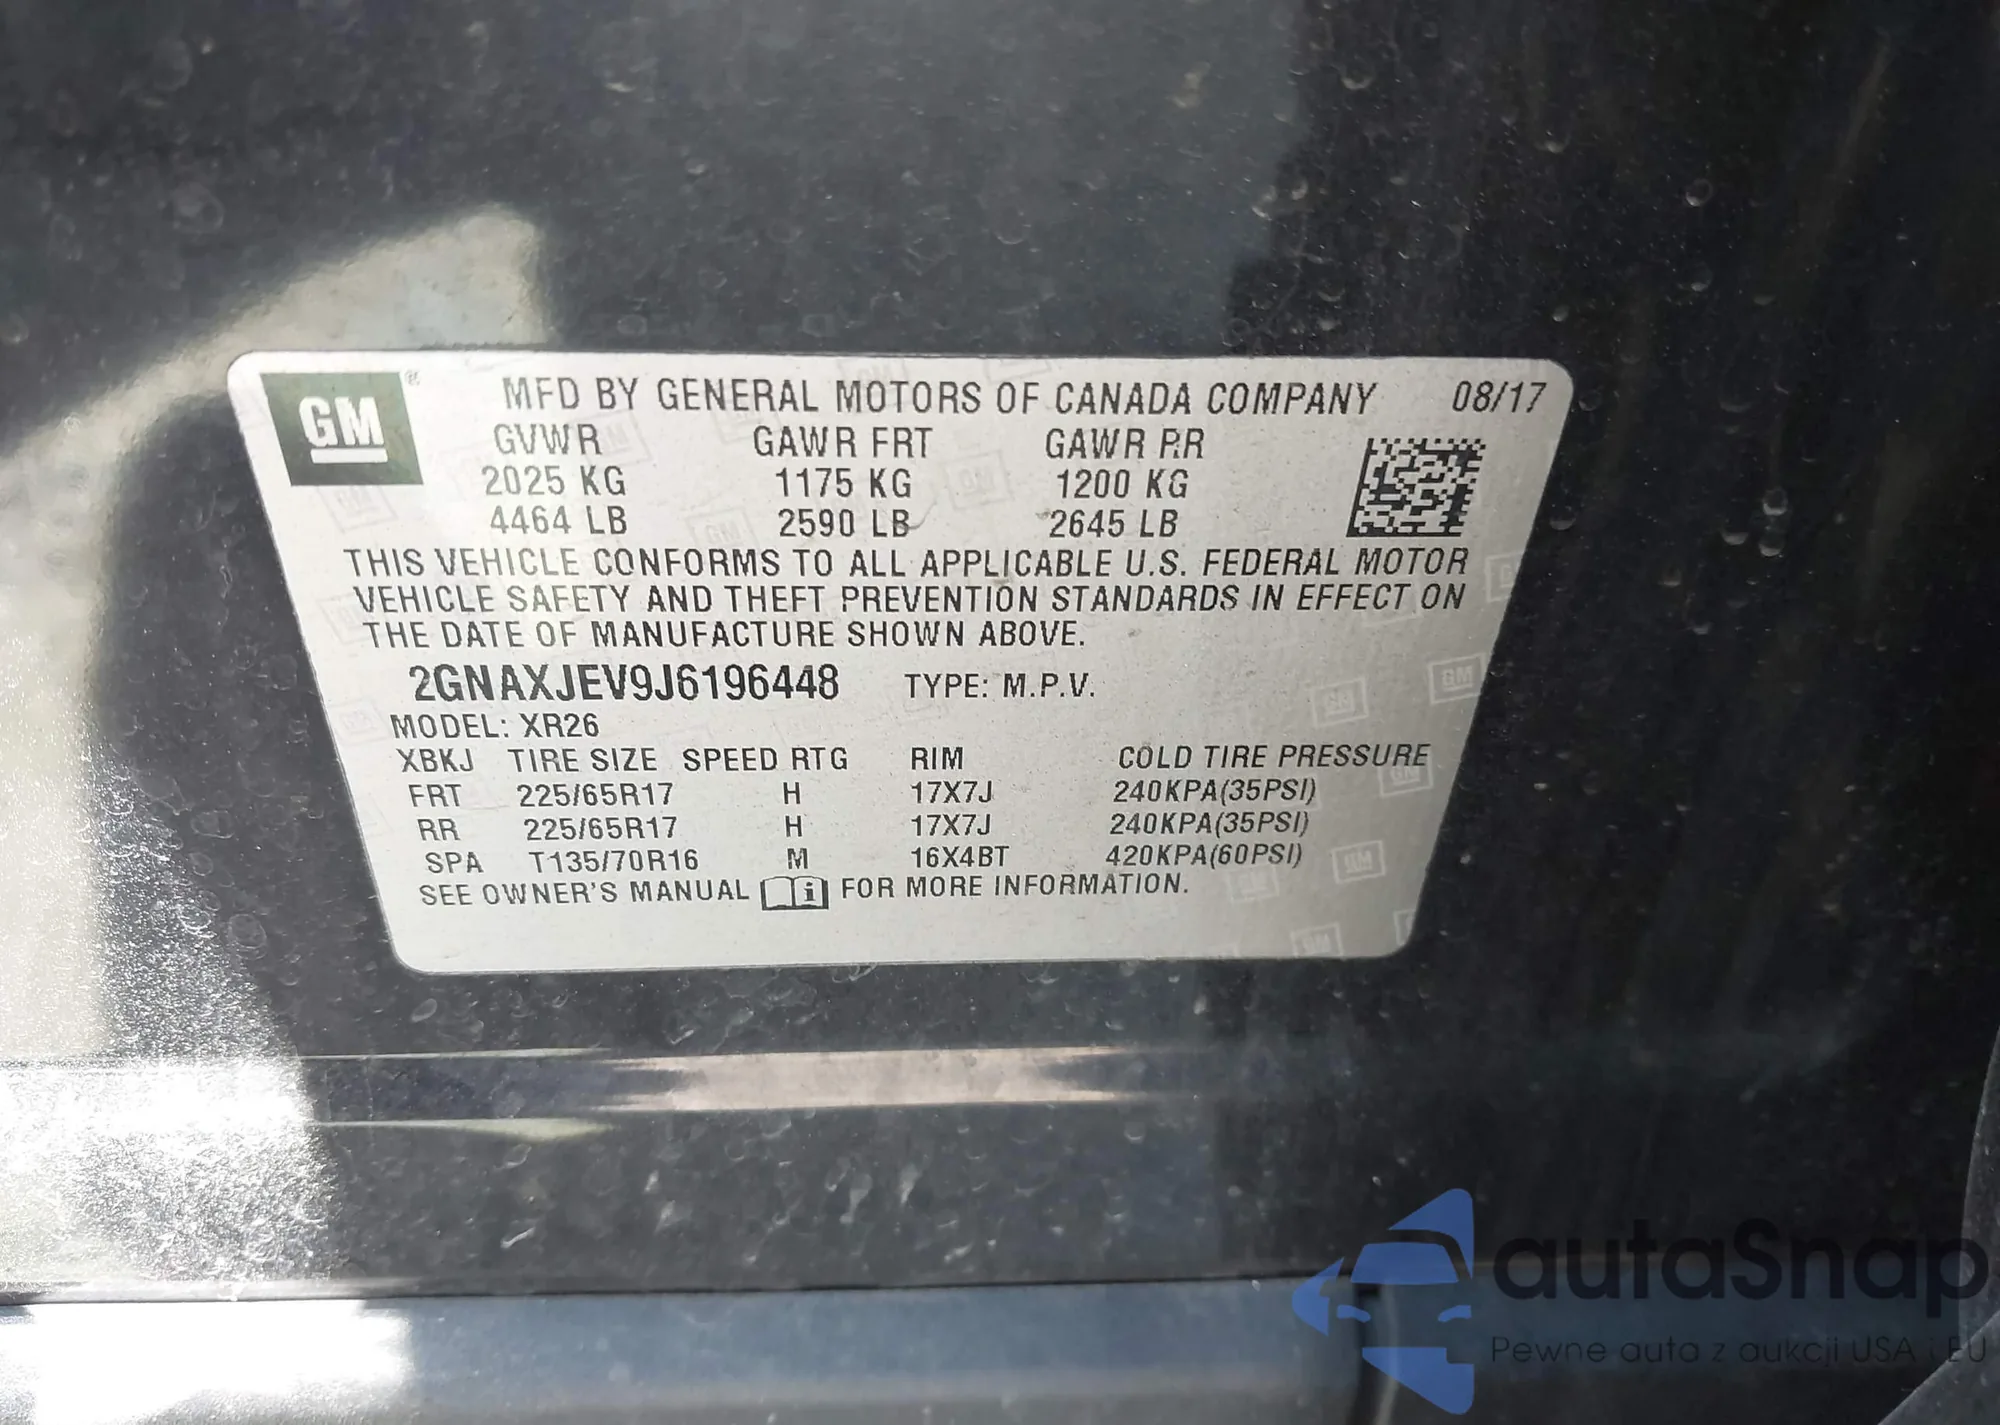 GM ®
MFD BY GENERAL MOTORS OF CANADA COMPANY 08/17
GVWR GAWR FRT GAWR RR
2025 KG 1175 KG 1200 KG
4464 LB 2590 LB 2645 LB
THIS VEHICLE CONFORMS TO ALL APPLICABLE U.S. FEDERAL MOTOR
VEHICLE SAFETY AND THEFT PREVENTION STANDARDS IN EFFECT ON
THE DATE OF MANUFACTURE SHOWN ABOVE.
2GNAXJEV9J6196448 TYPE: M.P.V.
MODEL: XR26
XBKJ TIRE SIZE SPEED RTG RIM COLD TIRE PRESSURE
FRT 225/65R17 H 17X7J 240KPA(35PSI)
RR 225/65R17 H 17X7J 240KPA(35PSI)
SPA T135/70R16 M 16X4BT 420KPA(60PSI)
SEE OWNER'S MANUAL i FOR MORE INFORMATION.
autaSnap
Pewne auta z aukcji USA i EU